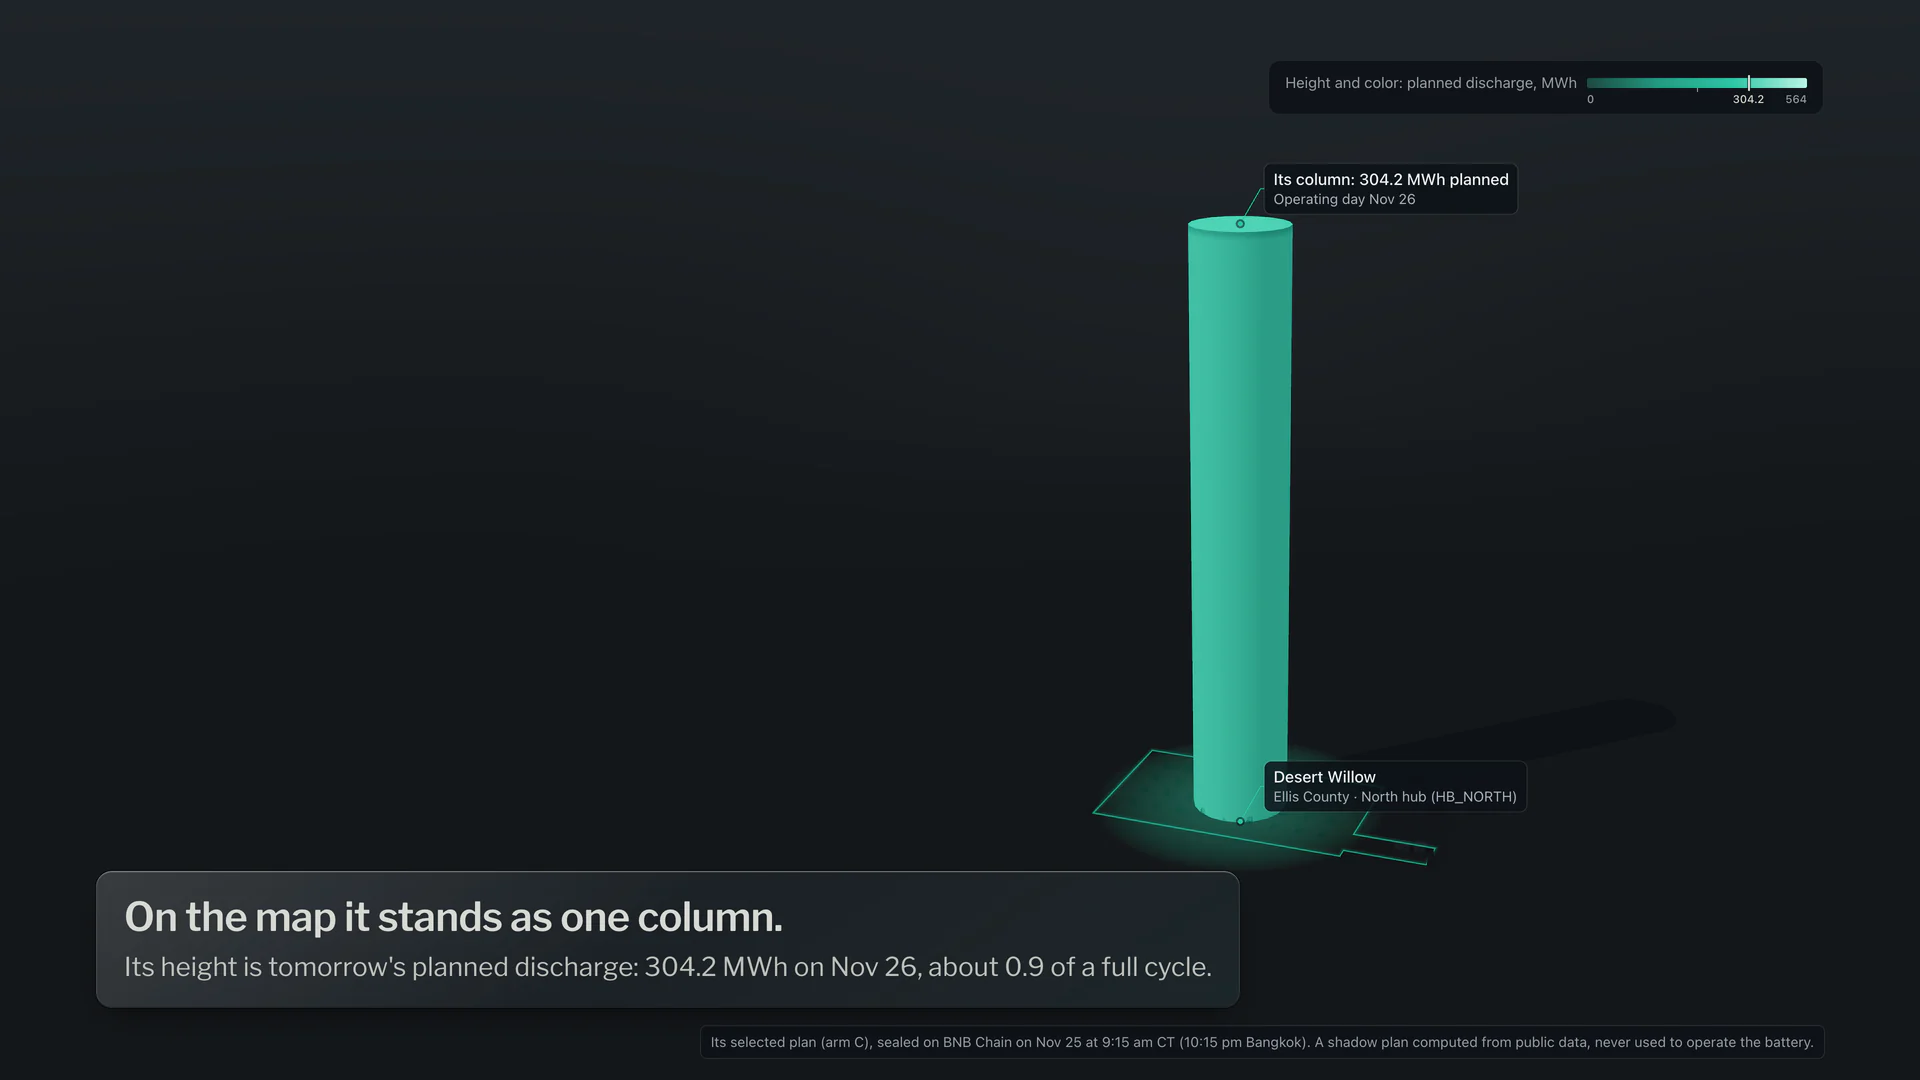 Height and color: planned discharge, MWh
0 304.2 564
Its column: 304.2 MWh planned
Operating day Nov 26
Desert Willow
Ellis County · North hub (HB_NORTH)
On the map it stands as one column.
Its height is tomorrow's planned discharge: 304.2 MWh on Nov 26, about 0.9 of a full cycle.
Its selected plan (arm C), sealed on BNB Chain on Nov 25 at 9:15 am CT (10:15 pm Bangkok). A shadow plan computed from public data, never used to operate the battery.